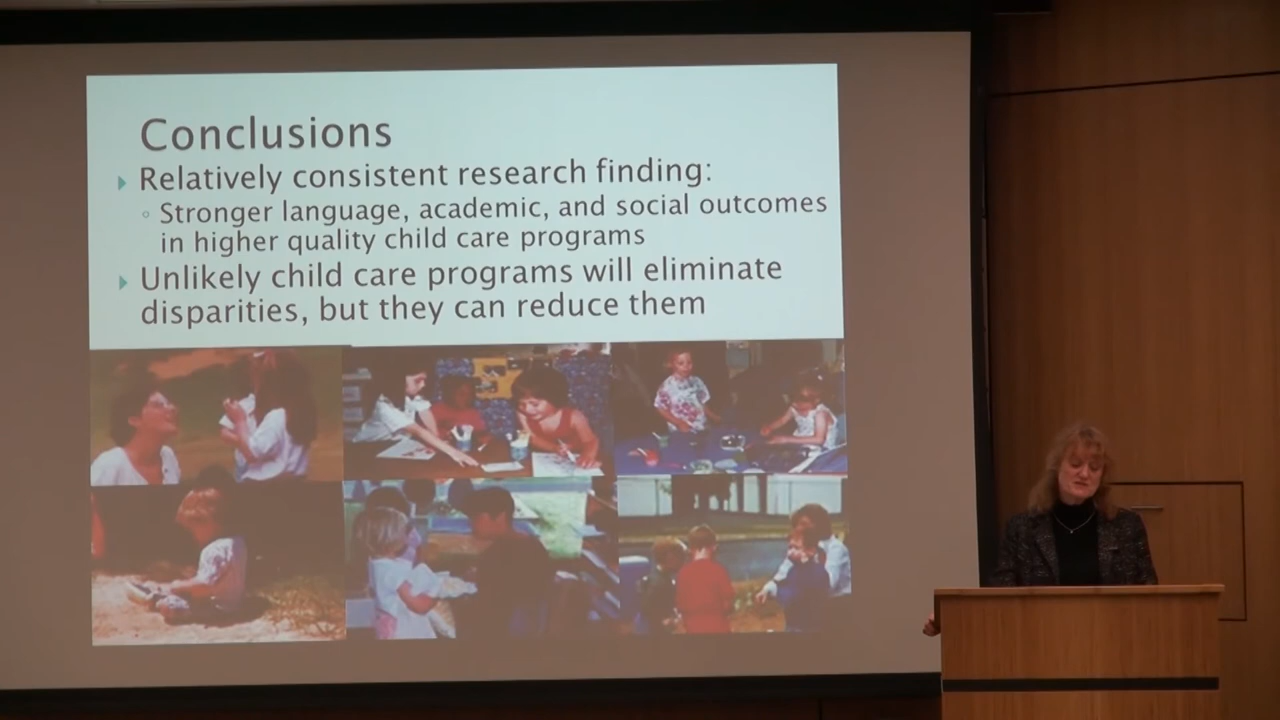 Conclusions
Relatively consistent research finding:
Stronger language, academic, and social outcomes
in higher quality child care programs
Unlikely child care programs will eliminate
disparities, but they can reduce them